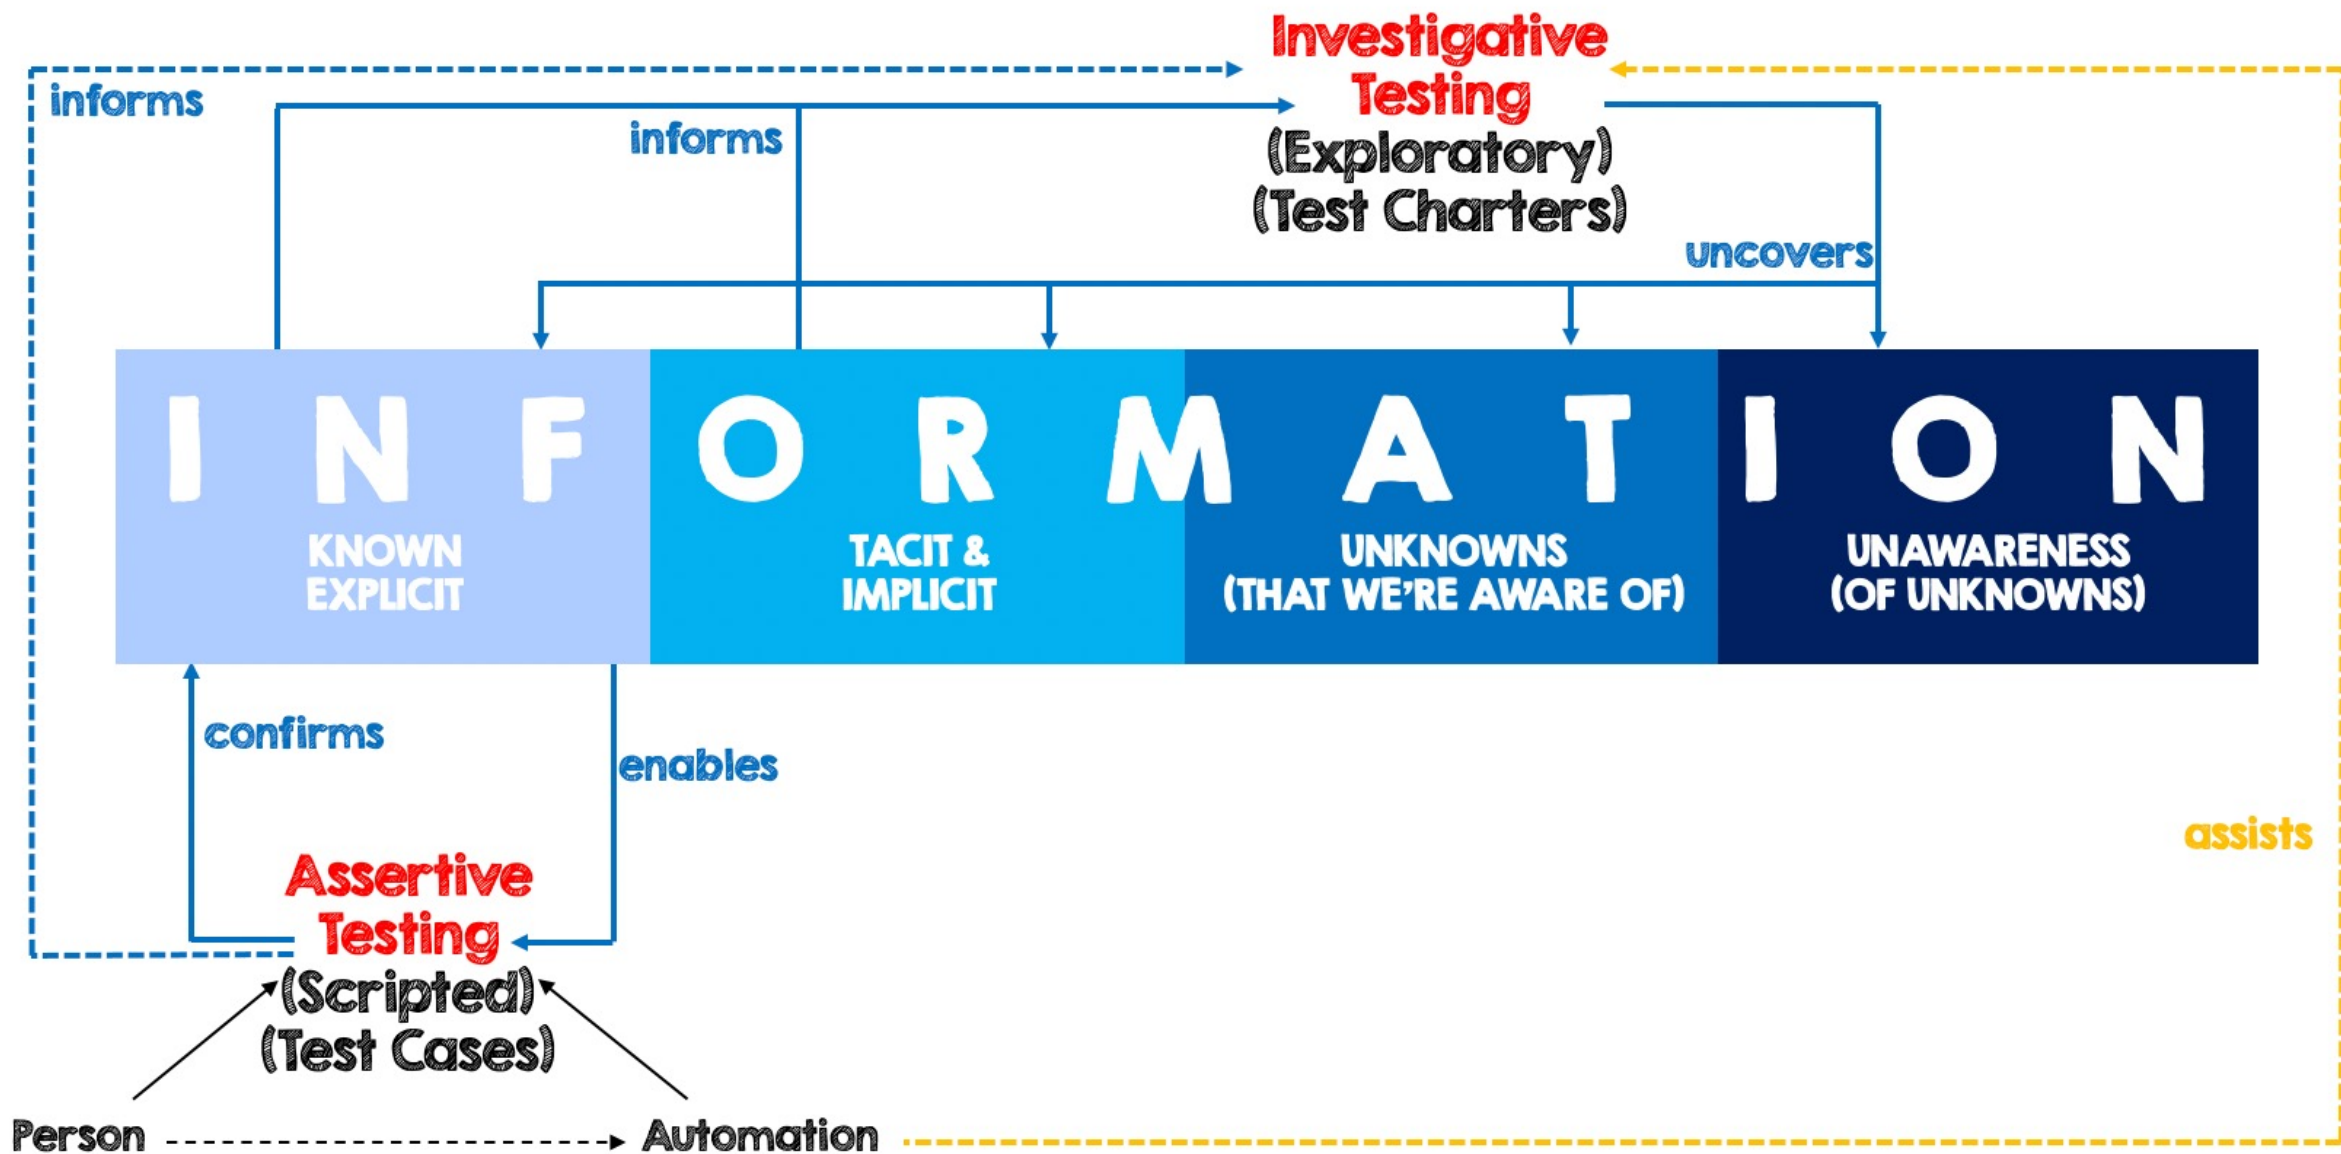 Investigative
Testing
(Exploratory)
(Test Charters)
informs
informs
uncovers
INFORMATION
KNOWN
EXPLICIT
TACIT &
IMPLICIT
UNKNOWNS
(THAT WE'RE AWARE OF)
UNAWARENESS
(OF UNKNOWNS)
confirms
enables
assists
Assertive
Testing
(Scripted)
(Test Cases)
Person
Automation